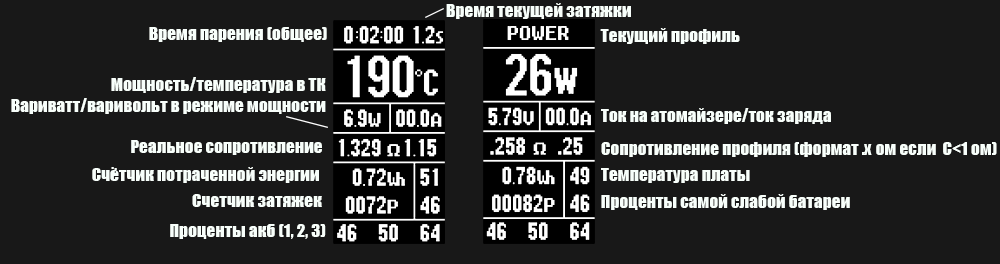 Время текущей затяжки
Время парения (общее) 0:02:00 1.2s POWER Текущий профиль
Мощность/температура в ТК 190°C 26W
Вариватт/варивольт в режиме мощности 6.9W 00.0A 5.79V 00.0A Ток на атомайзере/ток заряда
Реальное сопротивление 1.329 Ω 1.15 .258 Ω .25 Сопротивление профиля (формат .x ом если С<1 ом)
Счётчик потраченной энергии 0.72Wh 51 0.78Wh 49 Температура платы
Счетчик затяжек 0072P 46 00082P 46 Проценты самой слабой батареи
Проценты акб (1, 2, 3) 46 50 64 46 50 64